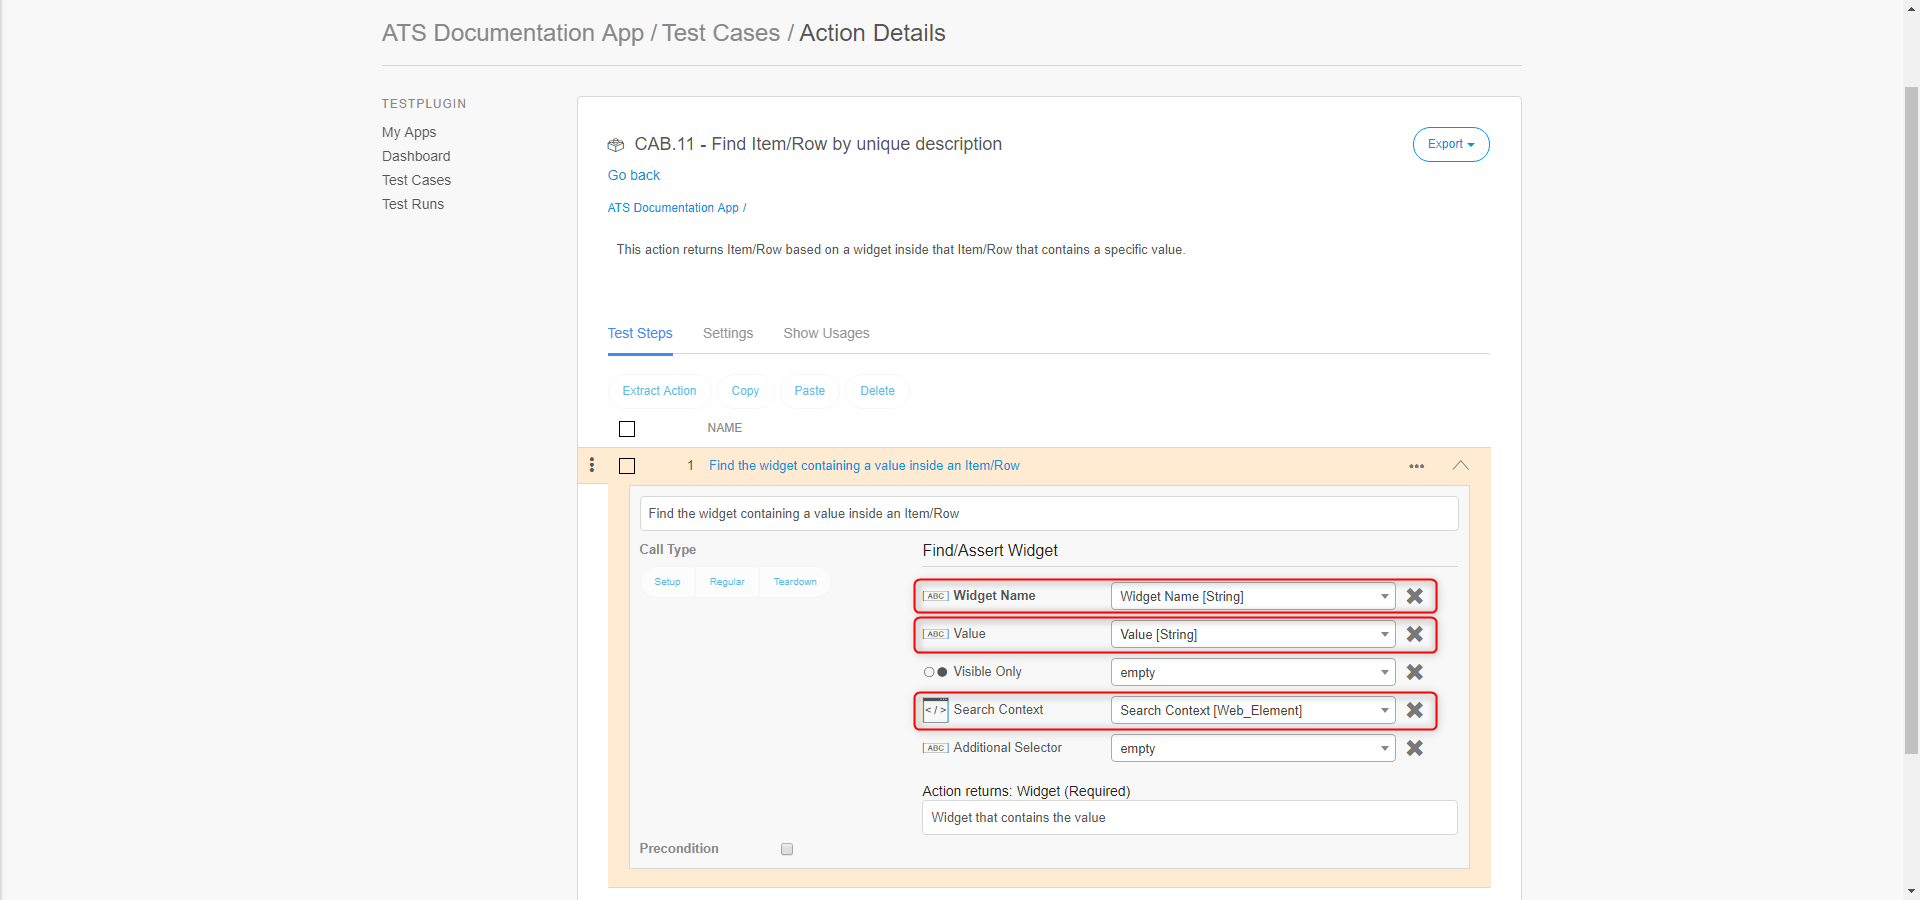 ATS Documentation App / Test Cases / Action Details
TESTPLUGIN
My Apps
Dashboard
Test Cases
Test Runs
CAB.11 - Find Item/Row by unique description
Export
Go back
ATS Documentation App /
This action returns Item/Row based on a widget inside that Item/Row that contains a specific value.
Test Steps Settings Show Usages
Extract Action Copy Paste Delete
NAME
1 Find the widget containing a value inside an Item/Row
Find the widget containing a value inside an Item/Row
Call Type
Setup Regular Teardown
Find/Assert Widget
ABC Widget Name Widget Name [String]
ABC Value Value [String]
Visible Only empty
</> Search Context Search Context [Web_Element]
ABC Additional Selector empty
Action returns: Widget (Required)
Widget that contains the value
Precondition